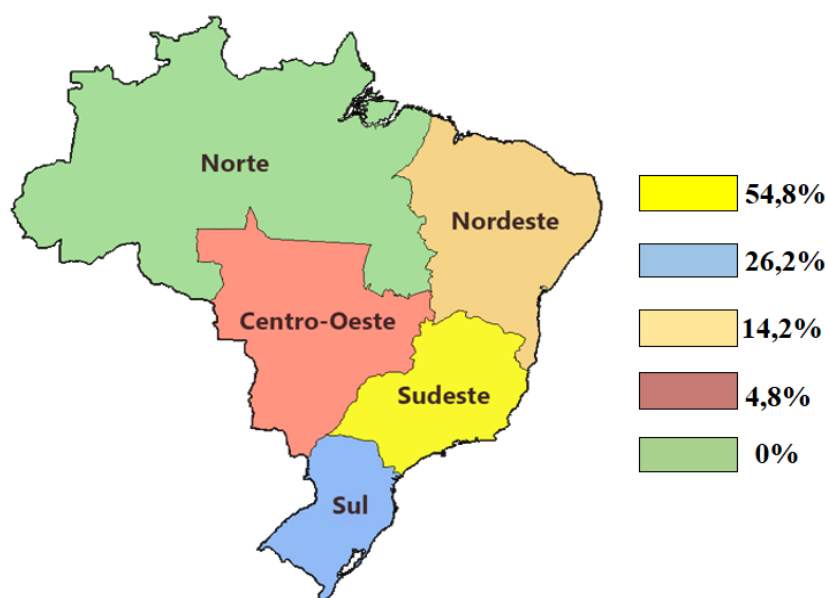 Norte
Nordeste
Centro-Oeste
Sudeste
Sul
54,8%
26,2%
14,2%
4,8%
0%